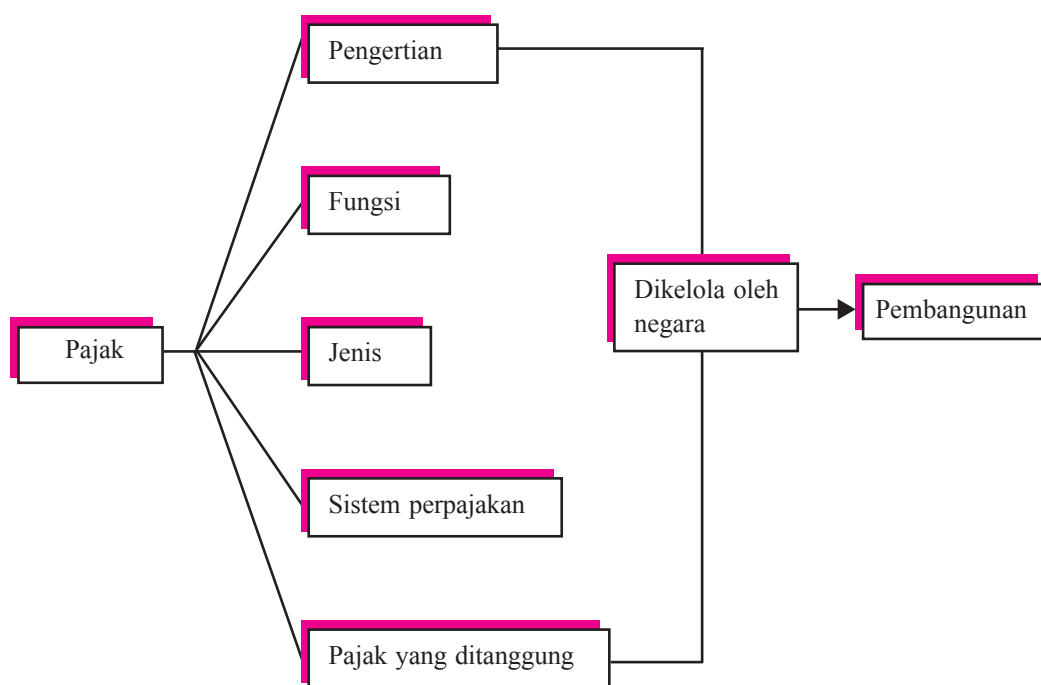 Pengertian
Fungsi
Pajak
Jenis
Sistem perpajakan
Pajak yang ditanggung
Dikelola oleh
negara
Pembangunan